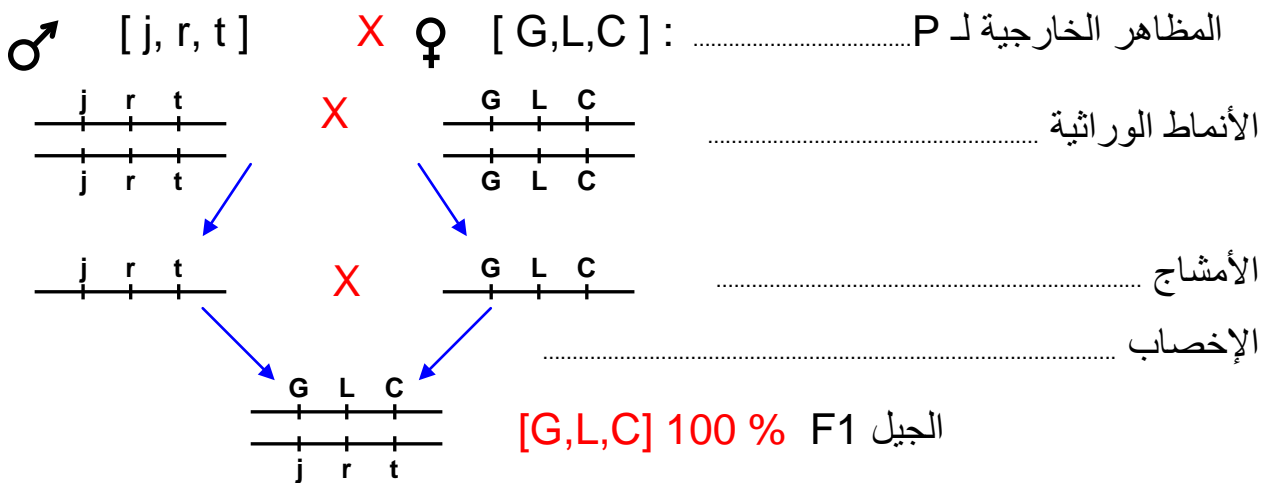 المظاهر الخارجية لـ P.................................... : [ G,L,C ] ♀ X [ j, r, t ] ♂
j r t G L C
الأنماط الوراثية .................................... X
j r t G L C
j r t G L C
الأمشاج .................................... X
الإخصاب ....................................
G L C
الجيل F1 [G,L,C] 100 %
j r t